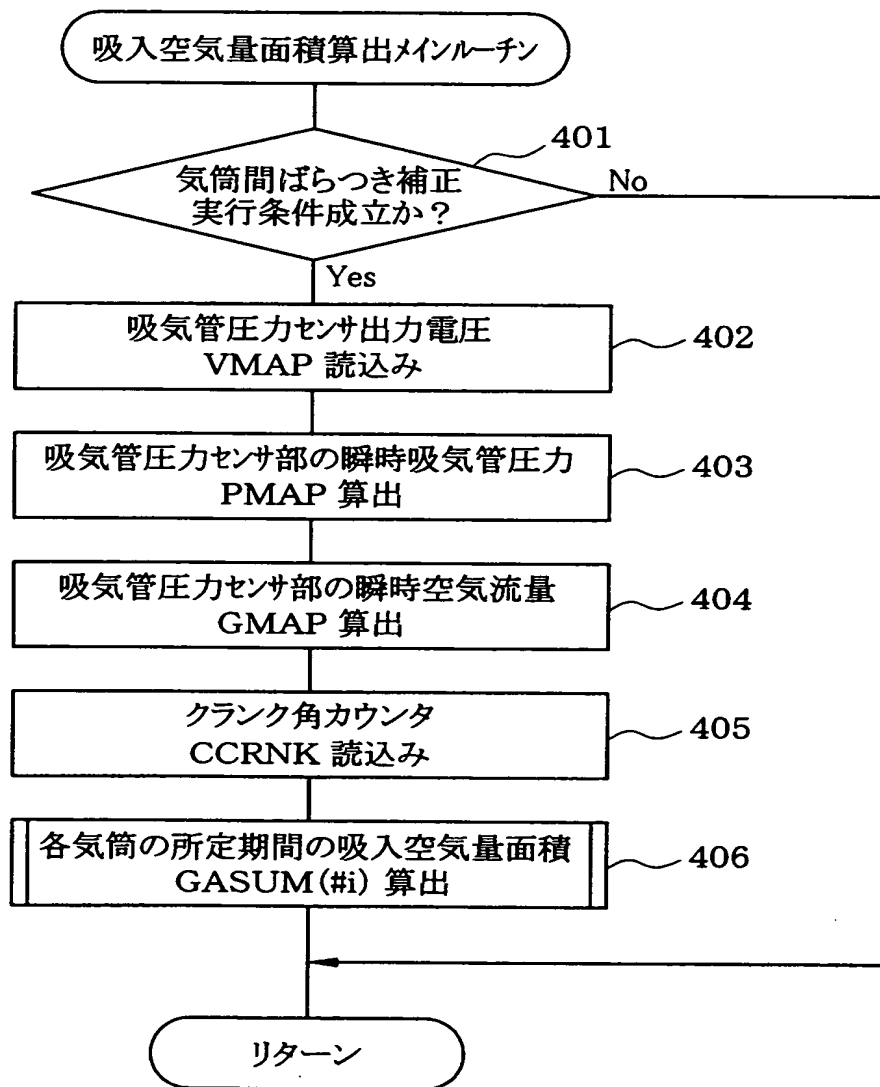 吸入空気量面積算出メインルーチン
401
気筒間ばらつき補正
実行条件成立か？
No
Yes
吸気管圧力センサ出力電圧
VMAP 読込み
402
吸気管圧力センサ部の瞬時吸気管圧力
PMAP 算出
403
吸気管圧力センサ部の瞬時空気流量
GMAP 算出
404
クランク角カウンタ
CCRNK 読込み
405
各気筒の所定期間の吸入空気量面積
GASUM(#i) 算出
406
リターン